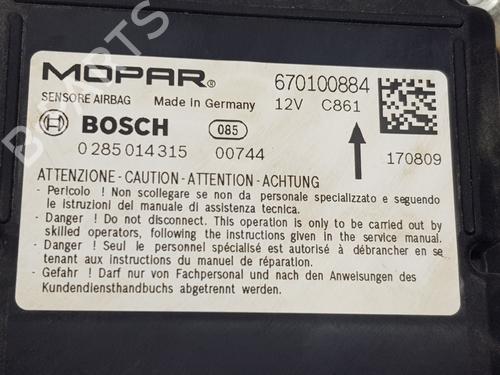 MOPAR® 670100884
SENSORE AIRBAG Made in Germany 12V C861
BOSCH 085
0 285 014 315 00744 170809
ATTENZIONE - CAUTION - ATTENTION - ACHTUNG
- Pericolo ! Non scollegare se non da personale specializzato e seguendo
le istruzioni del manuale di assistenza tecnica.
- Danger ! Do not disconnect. This operation is only to be carried out by
skilled operators, following the instructions given in the service manual.
- Danger ! Seul le personnel spécialisé est autorisé à débrancher en se
tenant aux instructions du manuel de réparation.
- Gefahr ! Darf nur von Fachpersonal und nach den Anweisungen des
Kundendiensthandbuchs abgetrennt werden.